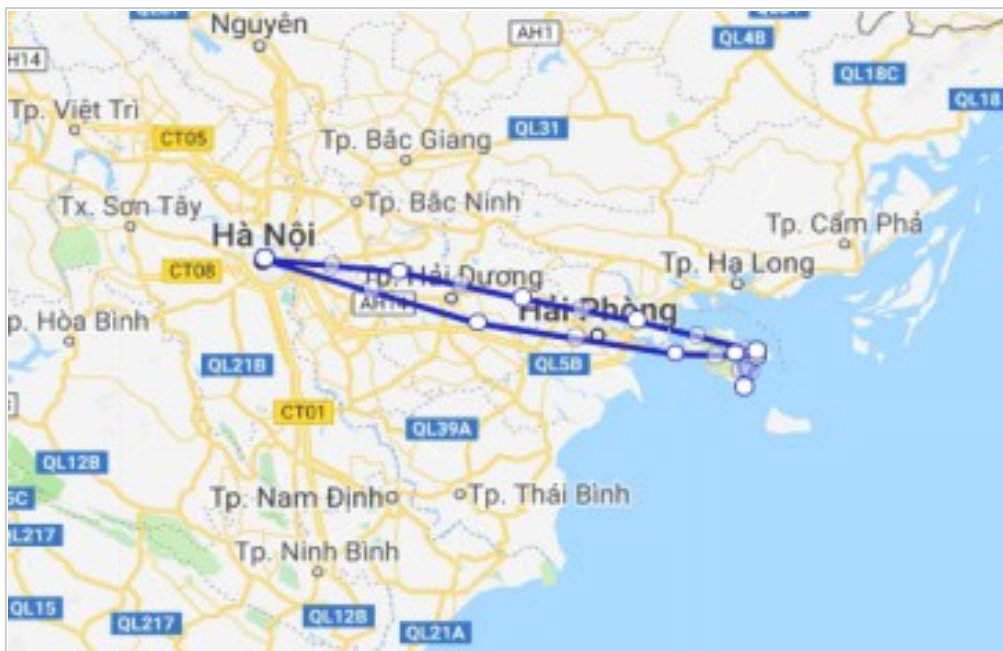 Nguyên
AH1
QL4B
H14
QL18C
QL18
Tp. Việt Trì
CT05
QL31
Tp. Bắc Giang
Tx. Sơn Tây
Tp. Bắc Ninh
Hà Nội
Tp. Cẩm Phả
CT08
Tp. Hải Dương
Tp. Hạ Long
AH14
p. Hòa Bình
Hải Phòng
QL21B
QL5B
CT01
QL39A
QL12B
Tp. Nam Định
Tp. Thái Bình
QL217
Tp. Ninh Bình
QL15
QL217
QL12B
QL21A